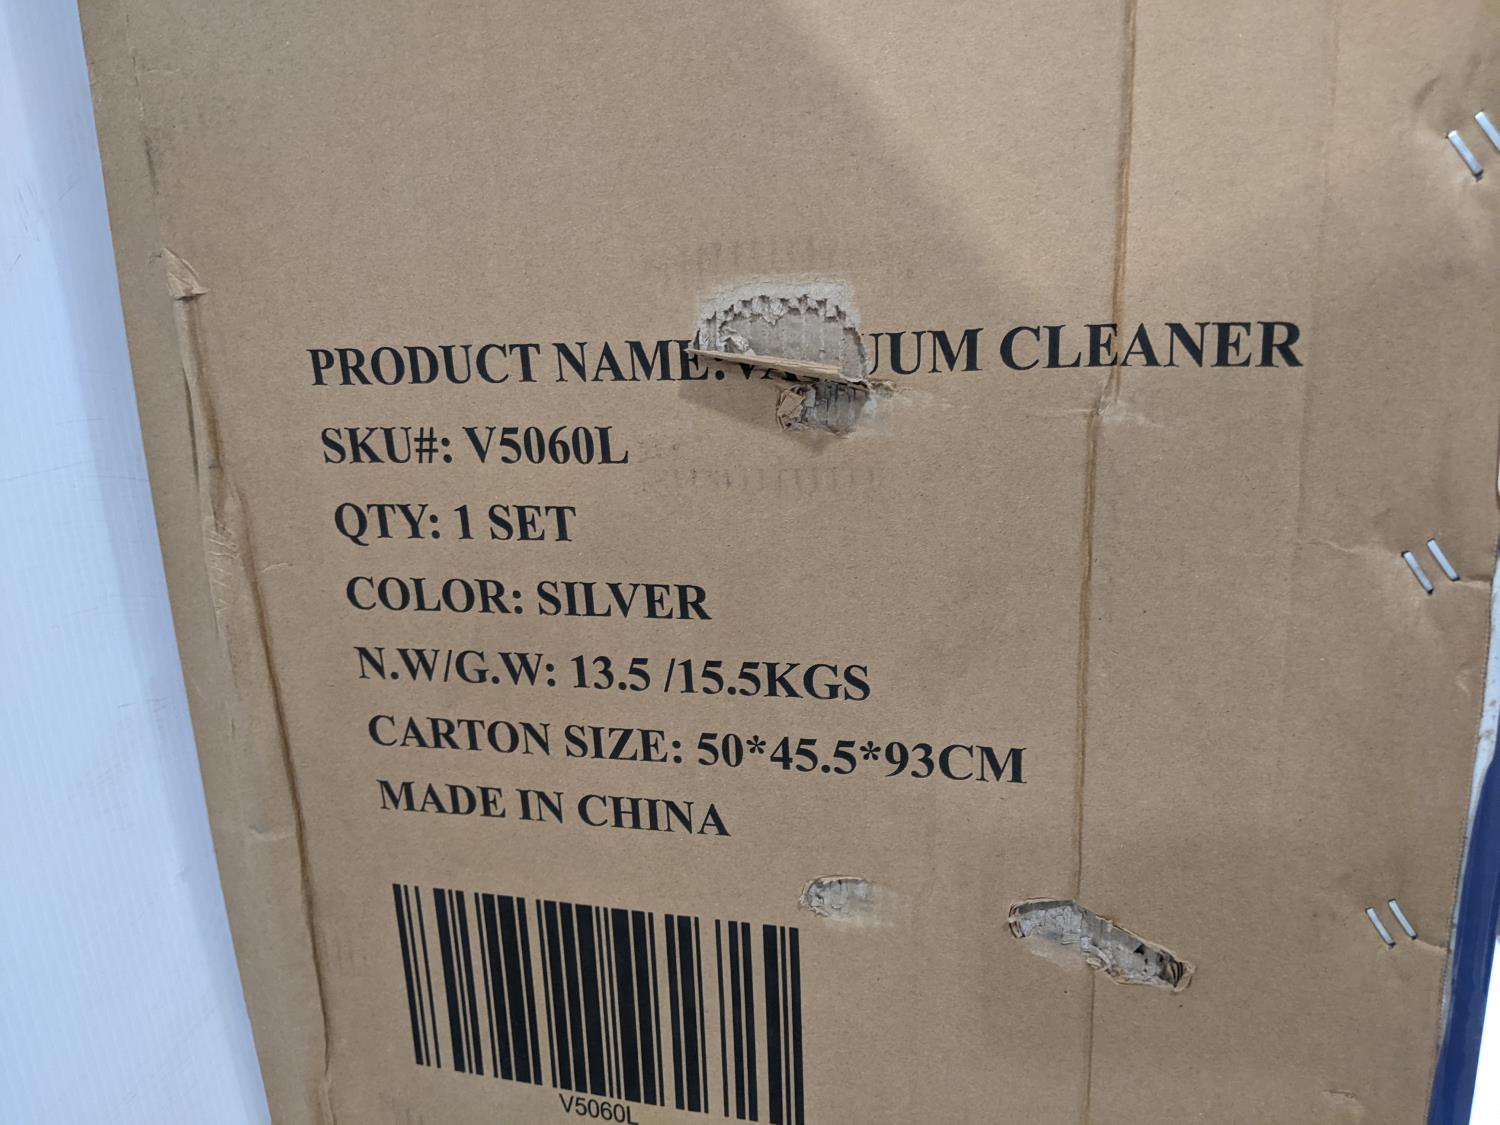 PRODUCT NAME:VACUUM CLEANER
SKU#: V5060L
QTY: 1 SET
COLOR: SILVER
N.W/G.W: 13.5 /15.5KGS
CARTON SIZE: 50*45.5*93CM
MADE IN CHINA
V5060L